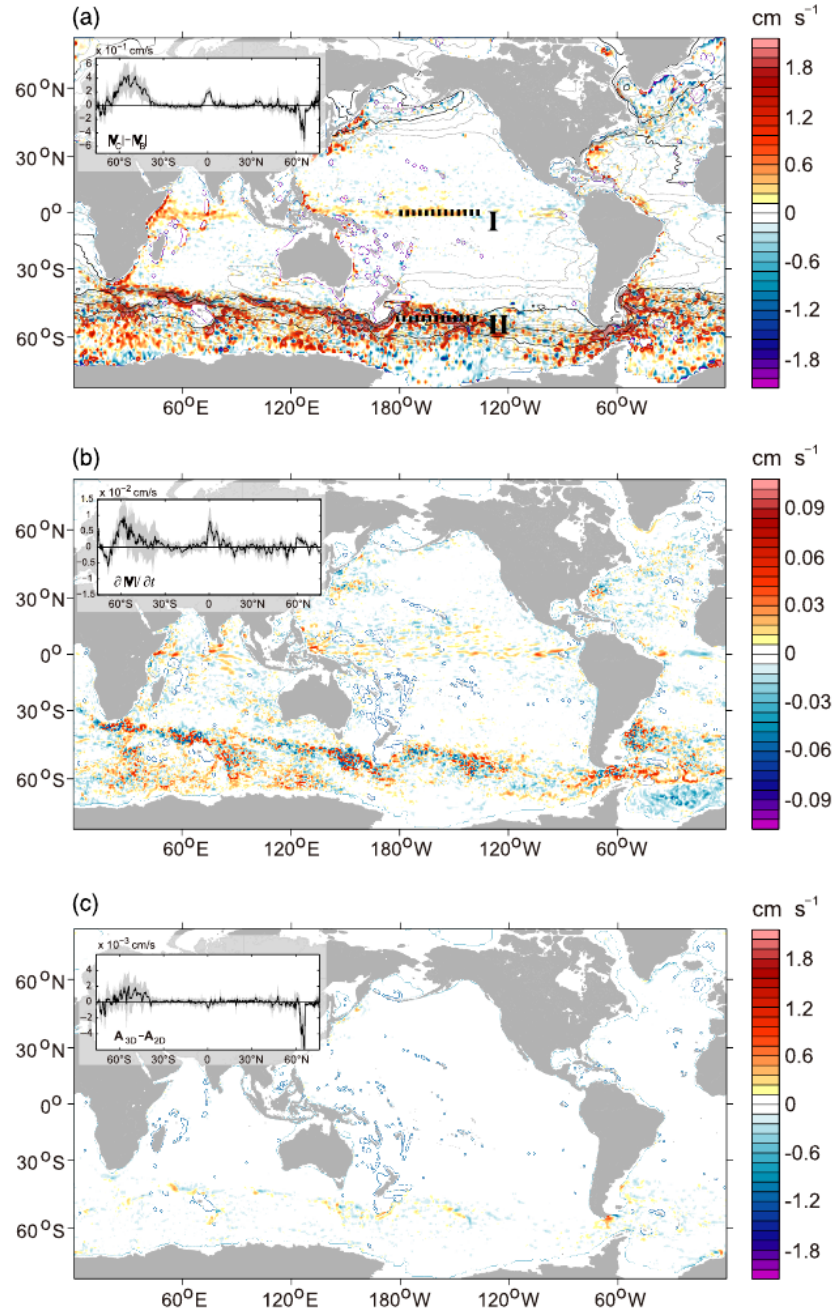 (a)
cm s⁻¹
x 10⁻¹ cm/s
6
4
2
0
−2
−4
−6
|V_C|−|V_B|
60°S 30°S 0° 30°N 60°N
60°N
30°N
0°
30°S
60°S
I
II
60°E 120°E 180°W 120°W 60°W
1.8
1.2
0.6
0
-0.6
-1.2
-1.8
(b)
cm s⁻¹
x 10⁻² cm/s
1.5
1
0.5
0
−0.5
−1
−1.5
∂|V|/∂t
60°S 30°S 0° 30°N 60°N
60°N
30°N
0°
30°S
60°S
60°E 120°E 180°W 120°W 60°W
0.09
0.06
0.03
0
-0.03
-0.06
-0.09
(c)
cm s⁻¹
x 10⁻³ cm/s
4
2
0
−2
−4
A₃D−A₂D
60°S 30°S 0° 30°N 60°N
60°N
30°N
0°
30°S
60°S
60°E 120°E 180°W 120°W 60°W
1.8
1.2
0.6
0
-0.6
-1.2
-1.8